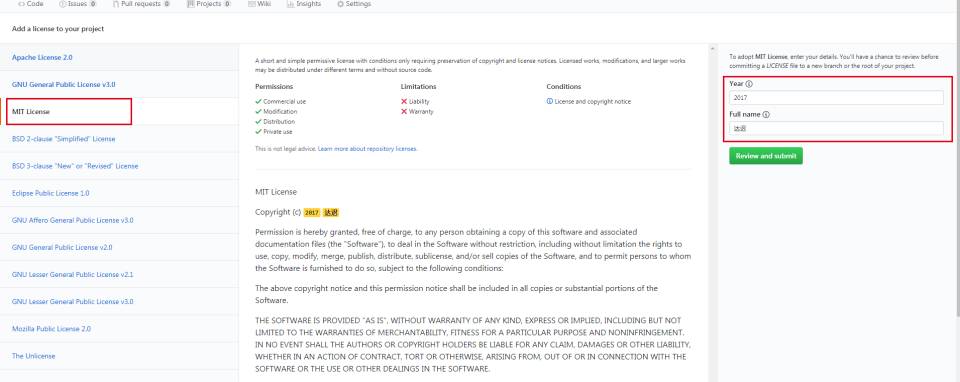 Code Issues 0 Pull requests 0 Projects 0 Wiki Insights Settings
Add a license to your project
Apache License 2.0
GNU General Public License v3.0
MIT License
BSD 2-clause "Simplified" License
BSD 3-clause "New" or "Revised" License
Eclipse Public License 1.0
GNU Affero General Public License v3.0
GNU General Public License v2.0
GNU Lesser General Public License v2.1
GNU Lesser General Public License v3.0
Mozilla Public License 2.0
The Unlicense
A short and simple permissive license with conditions only requiring preservation of copyright and license notices. Licensed works, modifications, and larger works
may be distributed under different terms and without source code.
Permissions
Commercial use
Modification
Distribution
Private use
Limitations
Liability
Warranty
Conditions
License and copyright notice
This is not legal advice. Learn more about repository licenses.
MIT License
Copyright (c) 2017 达迟
Permission is hereby granted, free of charge, to any person obtaining a copy of this software and associated
documentation files (the "Software"), to deal in the Software without restriction, including without limitation the rights to
use, copy, modify, merge, publish, distribute, sublicense, and/or sell copies of the Software, and to permit persons to whom
the Software is furnished to do so, subject to the following conditions:
The above copyright notice and this permission notice shall be included in all copies or substantial portions of the
Software.
THE SOFTWARE IS PROVIDED "AS IS", WITHOUT WARRANTY OF ANY KIND, EXPRESS OR IMPLIED, INCLUDING BUT NOT
LIMITED TO THE WARRANTIES OF MERCHANTABILITY, FITNESS FOR A PARTICULAR PURPOSE AND NONINFRINGEMENT.
IN NO EVENT SHALL THE AUTHORS OR COPYRIGHT HOLDERS BE LIABLE FOR ANY CLAIM, DAMAGES OR OTHER LIABILITY,
WHETHER IN AN ACTION OF CONTRACT, TORT OR OTHERWISE, ARISING FROM, OUT OF OR IN CONNECTION WITH THE
SOFTWARE OR THE USE OR OTHER DEALINGS IN THE SOFTWARE.
To adopt MIT License, enter your details. You'll have a chance to review before
committing a LICENSE file to a new branch or the root of your project.
Year
2017
Full name
达迟
Review and submit